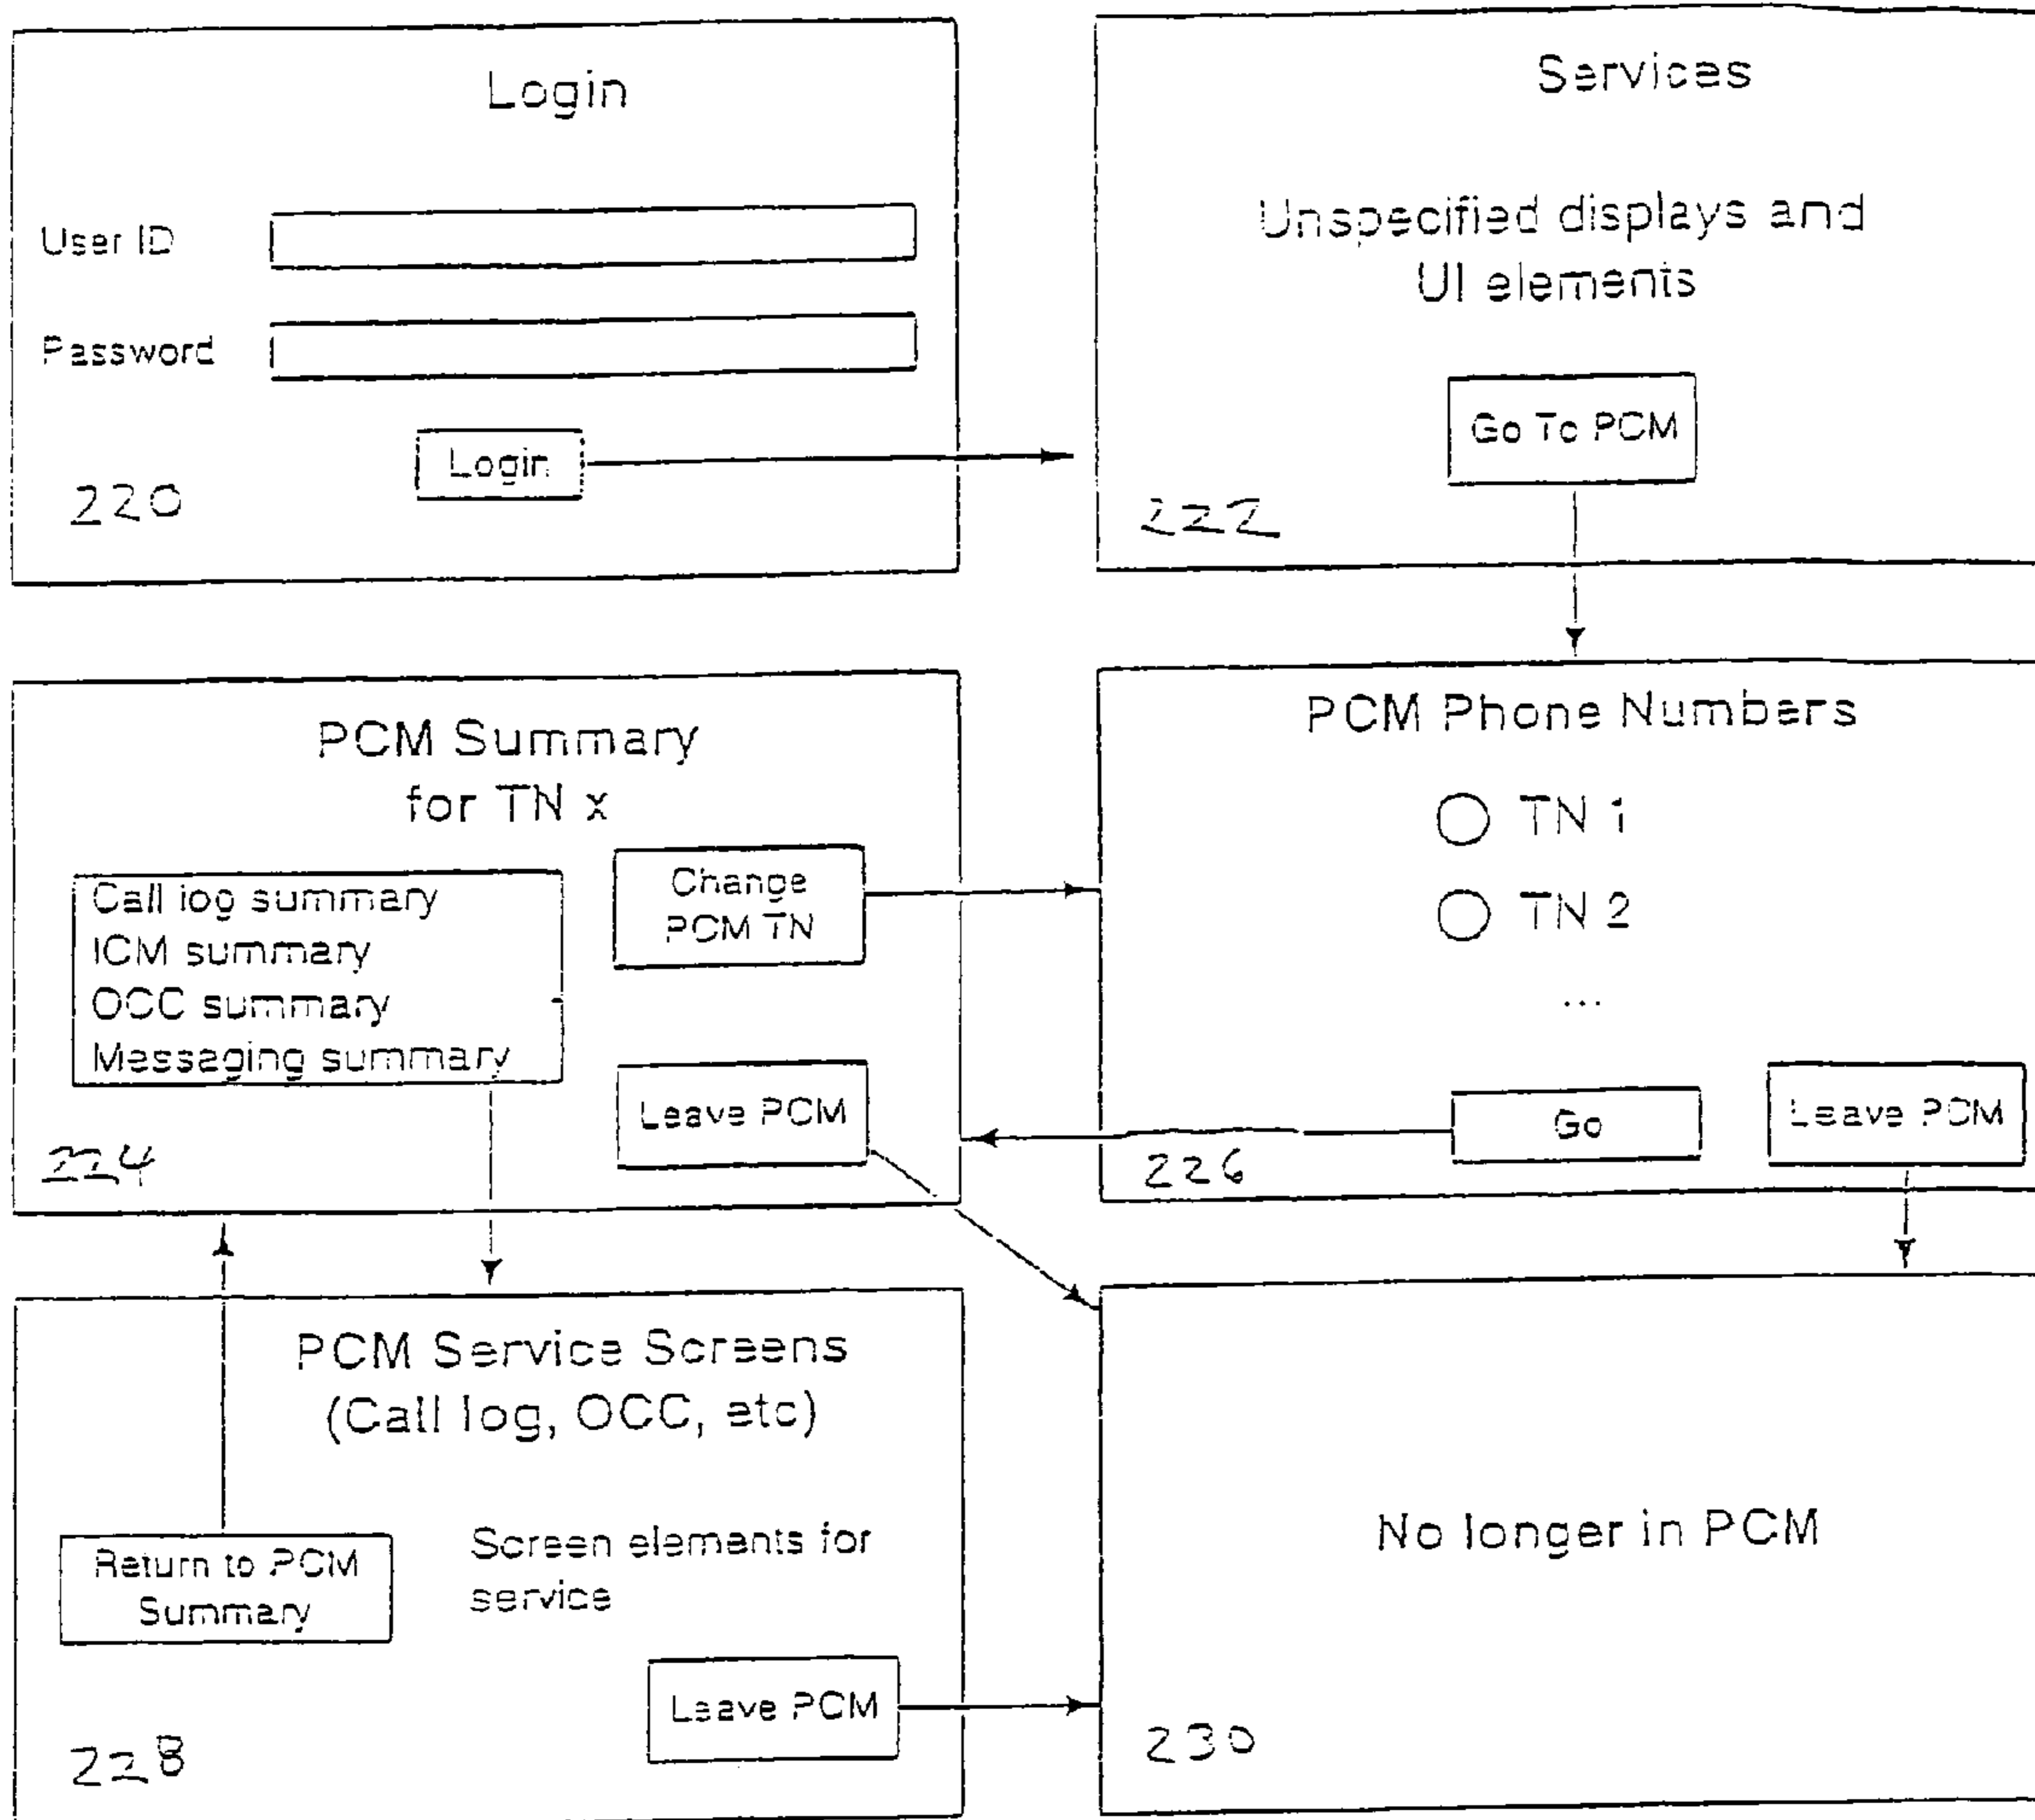 Login
User ID
Password
Login
220
Services
Unspecified displays and
UI elements
Go To PCM
222
PCM Summary
for TN x
Call log summary
ICM summary
OCC summary
Messaging summary
Change
PCM TN
Leave PCM
224
PCM Phone Numbers
TN 1
TN 2
...
Go
Leave PCM
226
PCM Service Screens
(Call log, OCC, etc)
Return to PCM
Summary
Screen elements for
service
Leave PCM
228
No longer in PCM
230